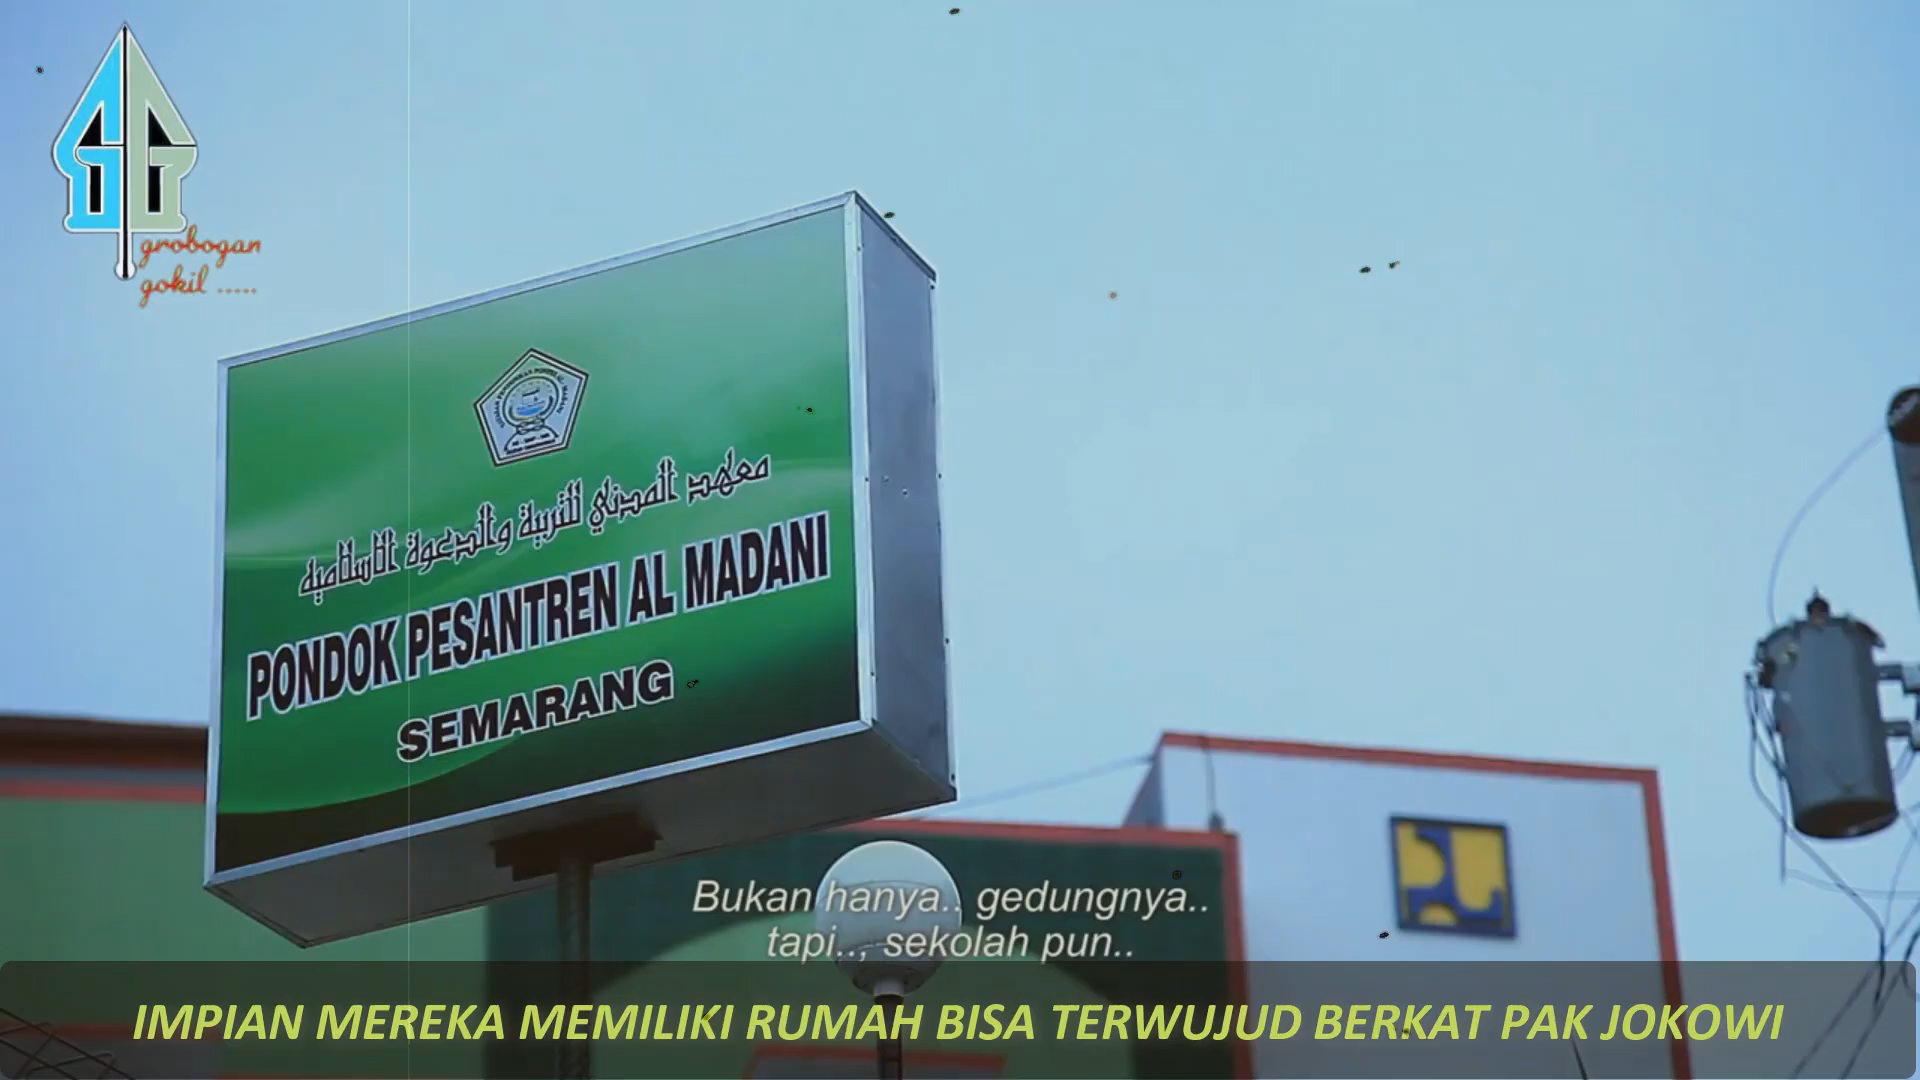 grobogan
gokil .....
معهد المدني للتربية والدعوة الاسلامية
PONDOK PESANTREN AL MADANI
SEMARANG
Bukan hanya.. gedungnya..
tapi.., sekolah pun..
IMPIAN MEREKA MEMILIKI RUMAH BISA TERWUJUD BERKAT PAK JOKOWI